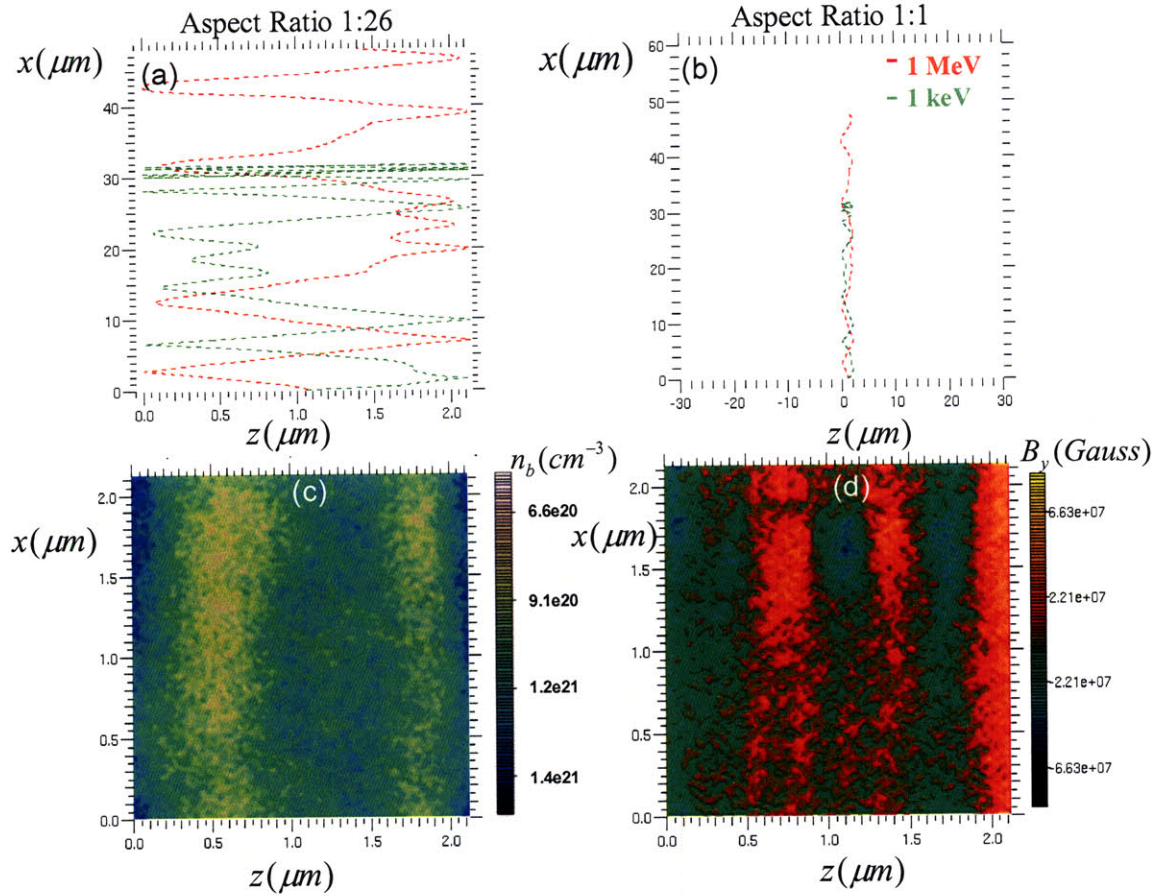 Aspect Ratio 1:26
x(μm)
(a)
40
30
20
10
0
0.0 0.5 1.0 1.5 2.0
z(μm)
Aspect Ratio 1:1
x(μm)
(b)
1 MeV
1 keV
60
50
40
30
20
10
0
-30 -20 -10 0 10 20 30
z(μm)
n_b(cm⁻³)
(c)
x(μm)
2.0
1.5
1.0
0.5
0.0
0.0 0.5 1.0 1.5 2.0
z(μm)
6.6e20
9.1e20
1.2e21
1.4e21
B_y(Gauss)
(d)
x(μm)
2.0
1.5
1.0
0.5
0.0
0.0 0.5 1.0 1.5 2.0
z(μm)
6.63e+07
2.21e+07
-2.21e+07
-6.63e+07